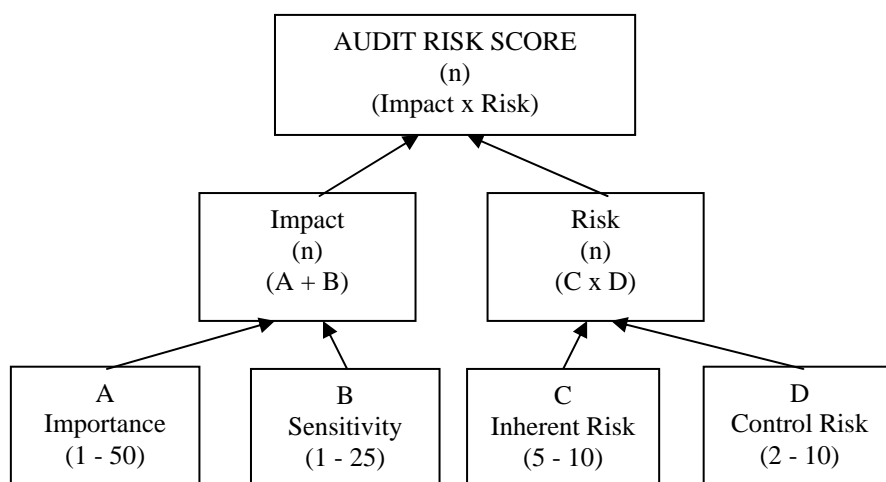 AUDIT RISK SCORE
(n)
(Impact x Risk)
Impact
(n)
(A + B)
Risk
(n)
(C x D)
A
Importance
(1 - 50)
B
Sensitivity
(1 - 25)
C
Inherent Risk
(5 - 10)
D
Control Risk
(2 - 10)